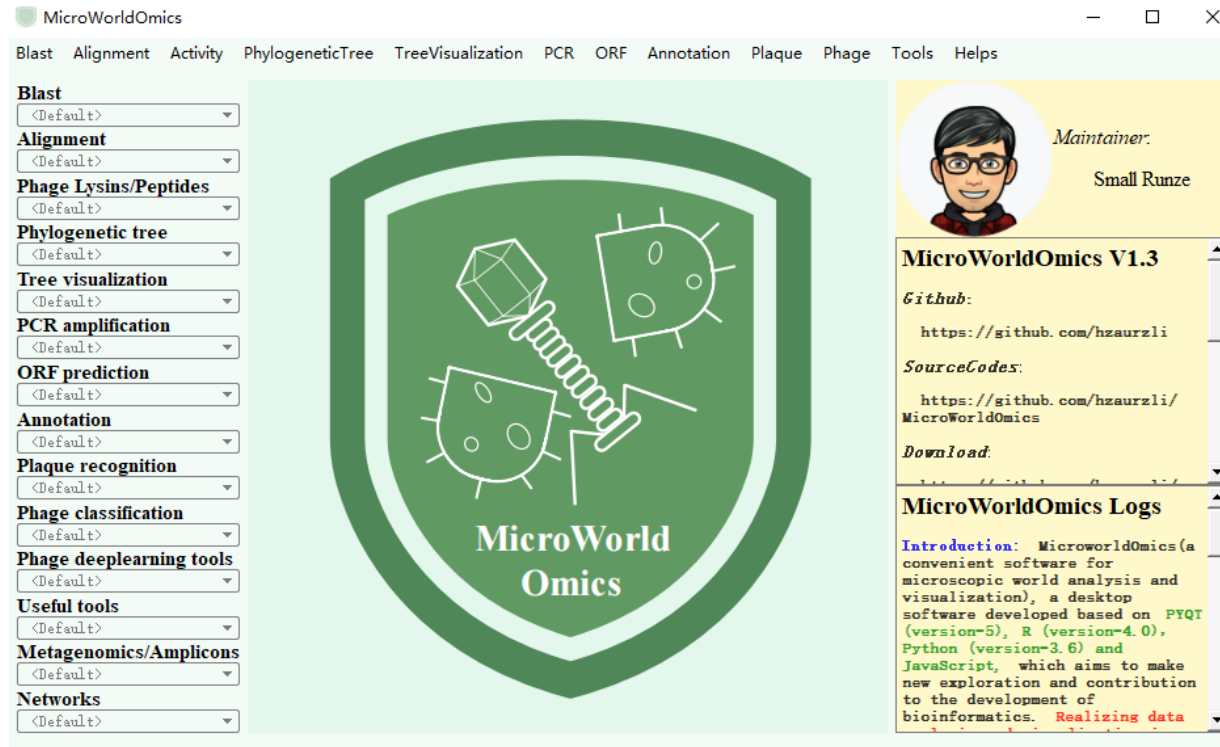 MicroWorldOmics
Blast Alignment Activity PhylogeneticTree TreeVisualization PCR ORF Annotation Plaque Phage Tools Helps
Blast
<Default>
Alignment
<Default>
Phage Lysins/Peptides
<Default>
Phylogenetic tree
<Default>
Tree visualization
<Default>
PCR amplification
<Default>
ORF prediction
<Default>
Annotation
<Default>
Plaque recognition
<Default>
Phage classification
<Default>
Phage deeplearning tools
<Default>
Useful tools
<Default>
Metagenomics/Amplicons
<Default>
Networks
<Default>
MicroWorld
Omics
Maintainer:
Small Runze
MicroWorldOmics V1.3
Github:
https://github.com/hzaurzli
SourceCodes:
https://github.com/hzaurzli/
MicroWorldOmics
Download:
MicroWorldOmics Logs
Introduction: MicroworldOmics(a
convenient software for
microscopic world analysis and
visualization), a desktop
software developed based on PYQT
(version-5), R (version-4.0),
Python (version-3.6) and
JavaScript, which aims to make
new exploration and contribution
to the development of
bioinformatics. Realizing data